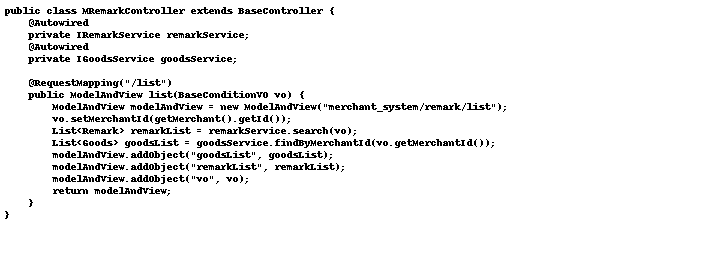 public class MRemarkController extends BaseController {
    @Autowired
    private IRemarkService remarkService;
    @Autowired
    private IGoodsService goodsService;

    @RequestMapping("/list")
    public ModelAndView list(BaseConditionVO vo) {
        ModelAndView modelAndView = new ModelAndView("merchant_system/remark/list");
        vo.setMerchantId(getMerchant().getId());
        List<Remark> remarkList = remarkService.search(vo);
        List<Goods> goodsList = goodsService.findByMerchantId(vo.getMerchantId());
        modelAndView.addObject("goodsList", goodsList);
        modelAndView.addObject("remarkList", remarkList);
        modelAndView.addObject("vo", vo);
        return modelAndView;
    }
}